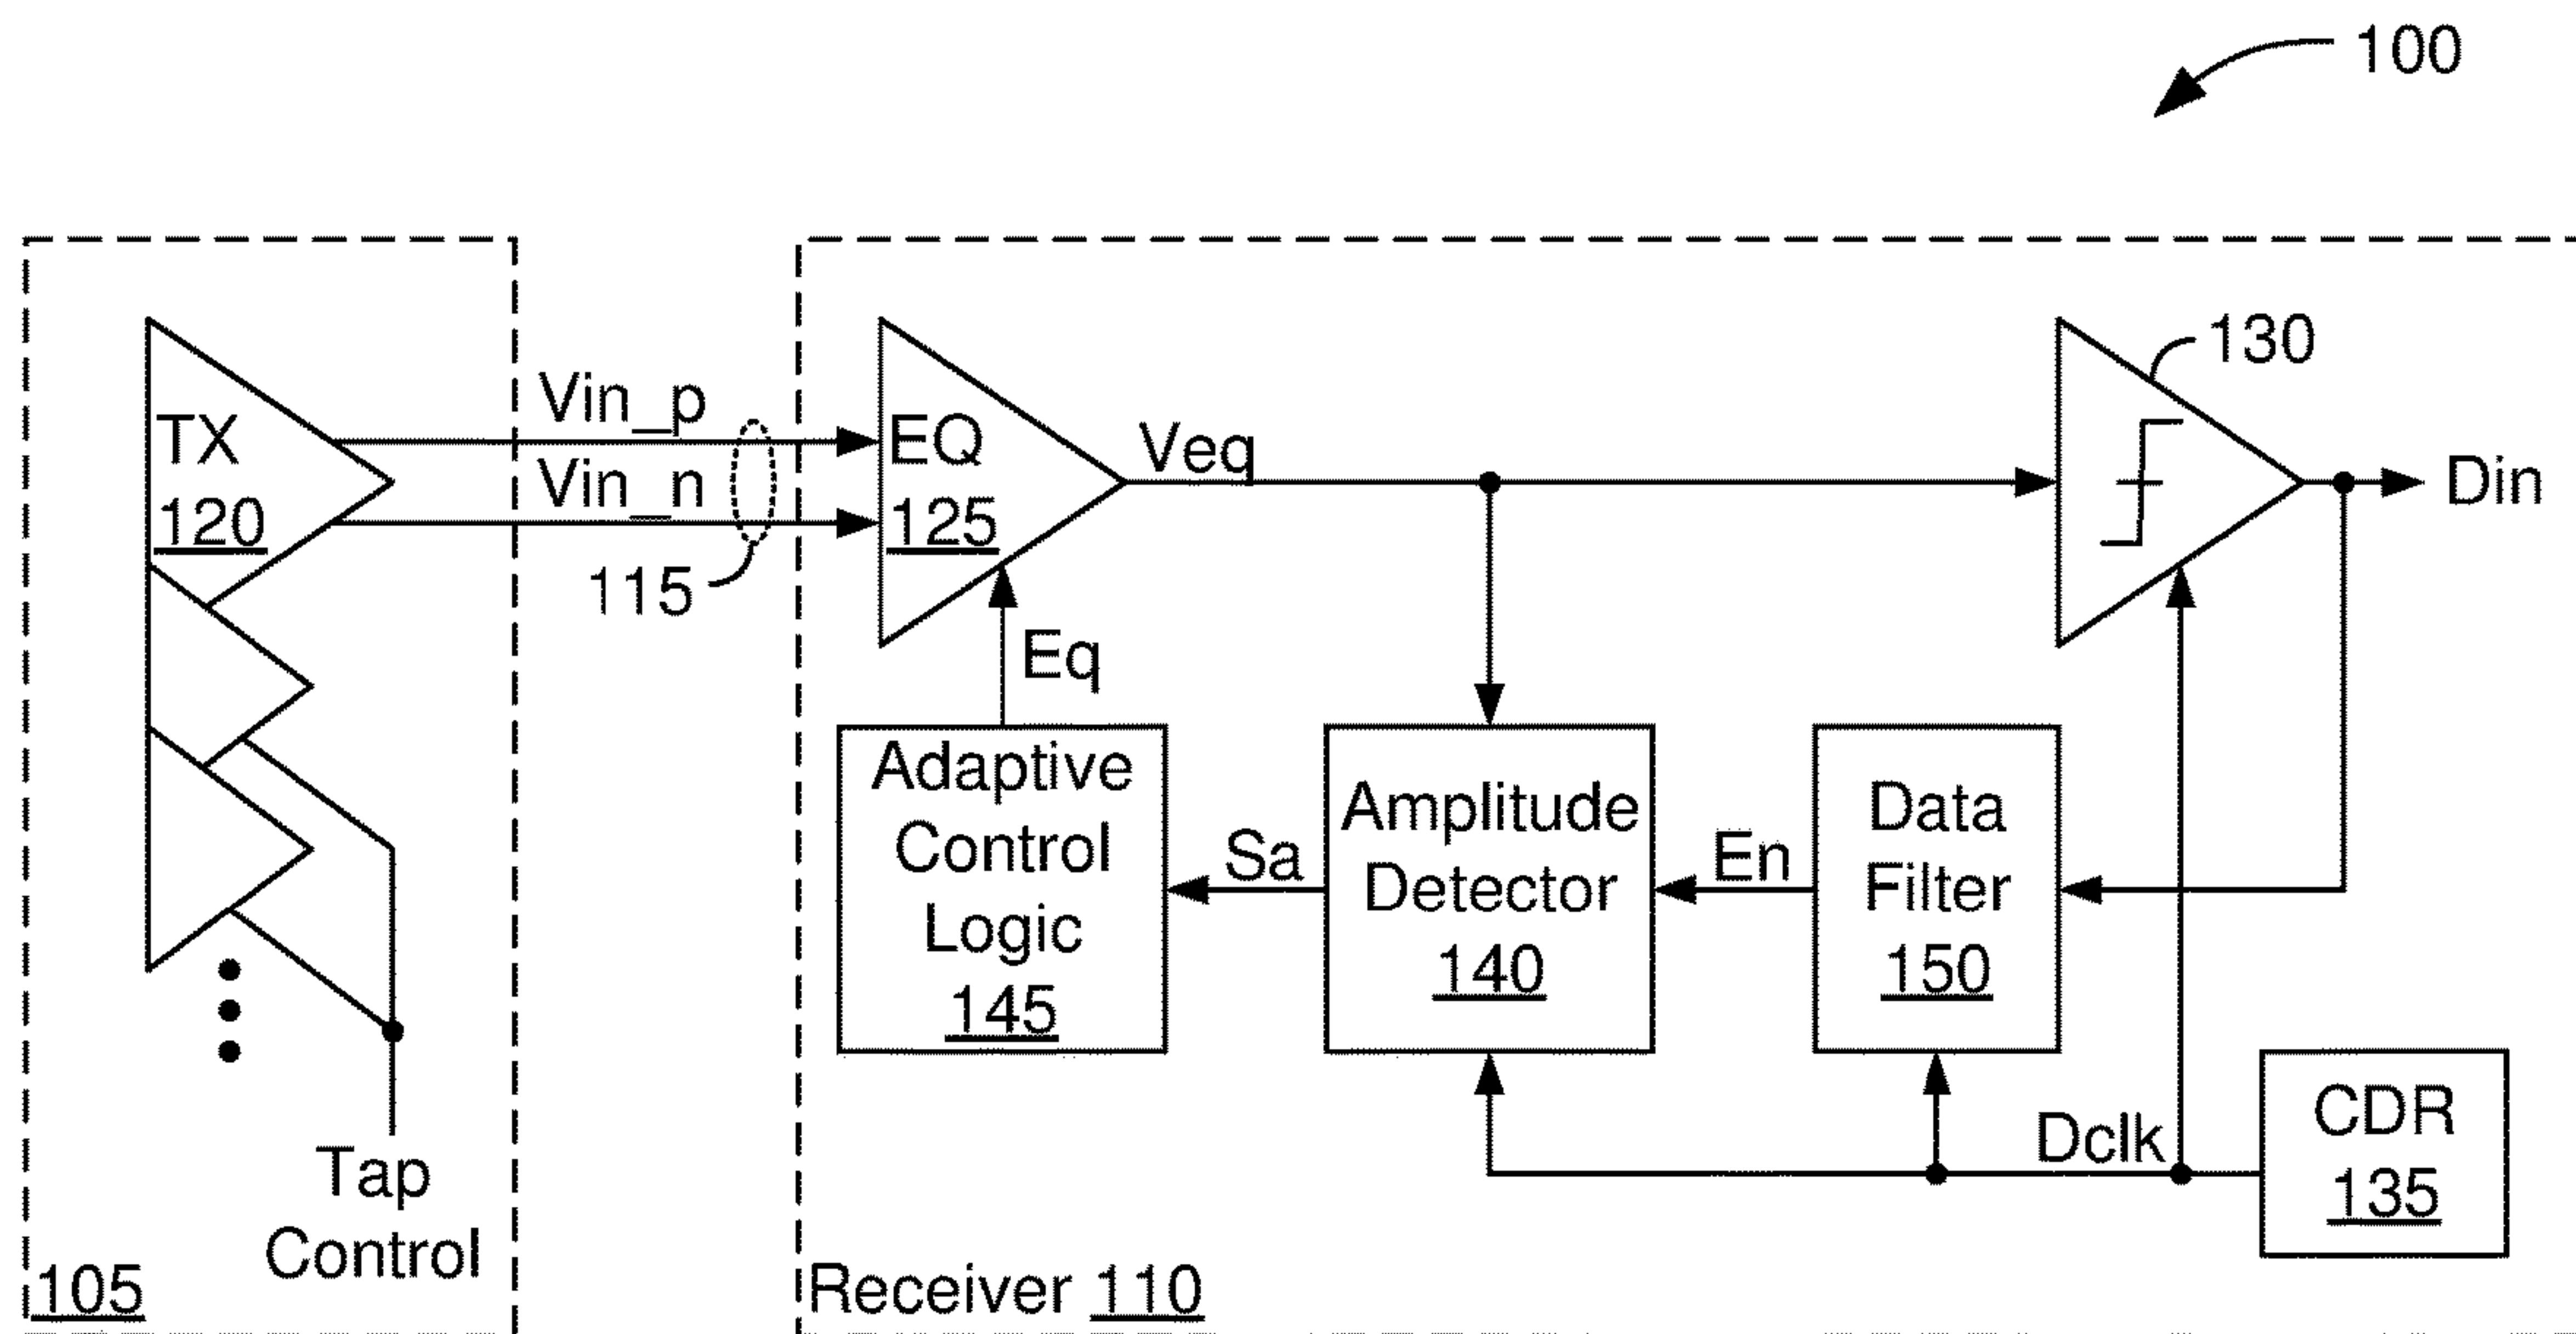 100
130
TX
120
Vin_p
Vin_n
115
EQ
125
Veq
Din
Eq
Adaptive
Control
Logic
145
Sa
Amplitude
Detector
140
En
Data
Filter
150
Dclk
CDR
135
Tap
Control
105
Receiver 110